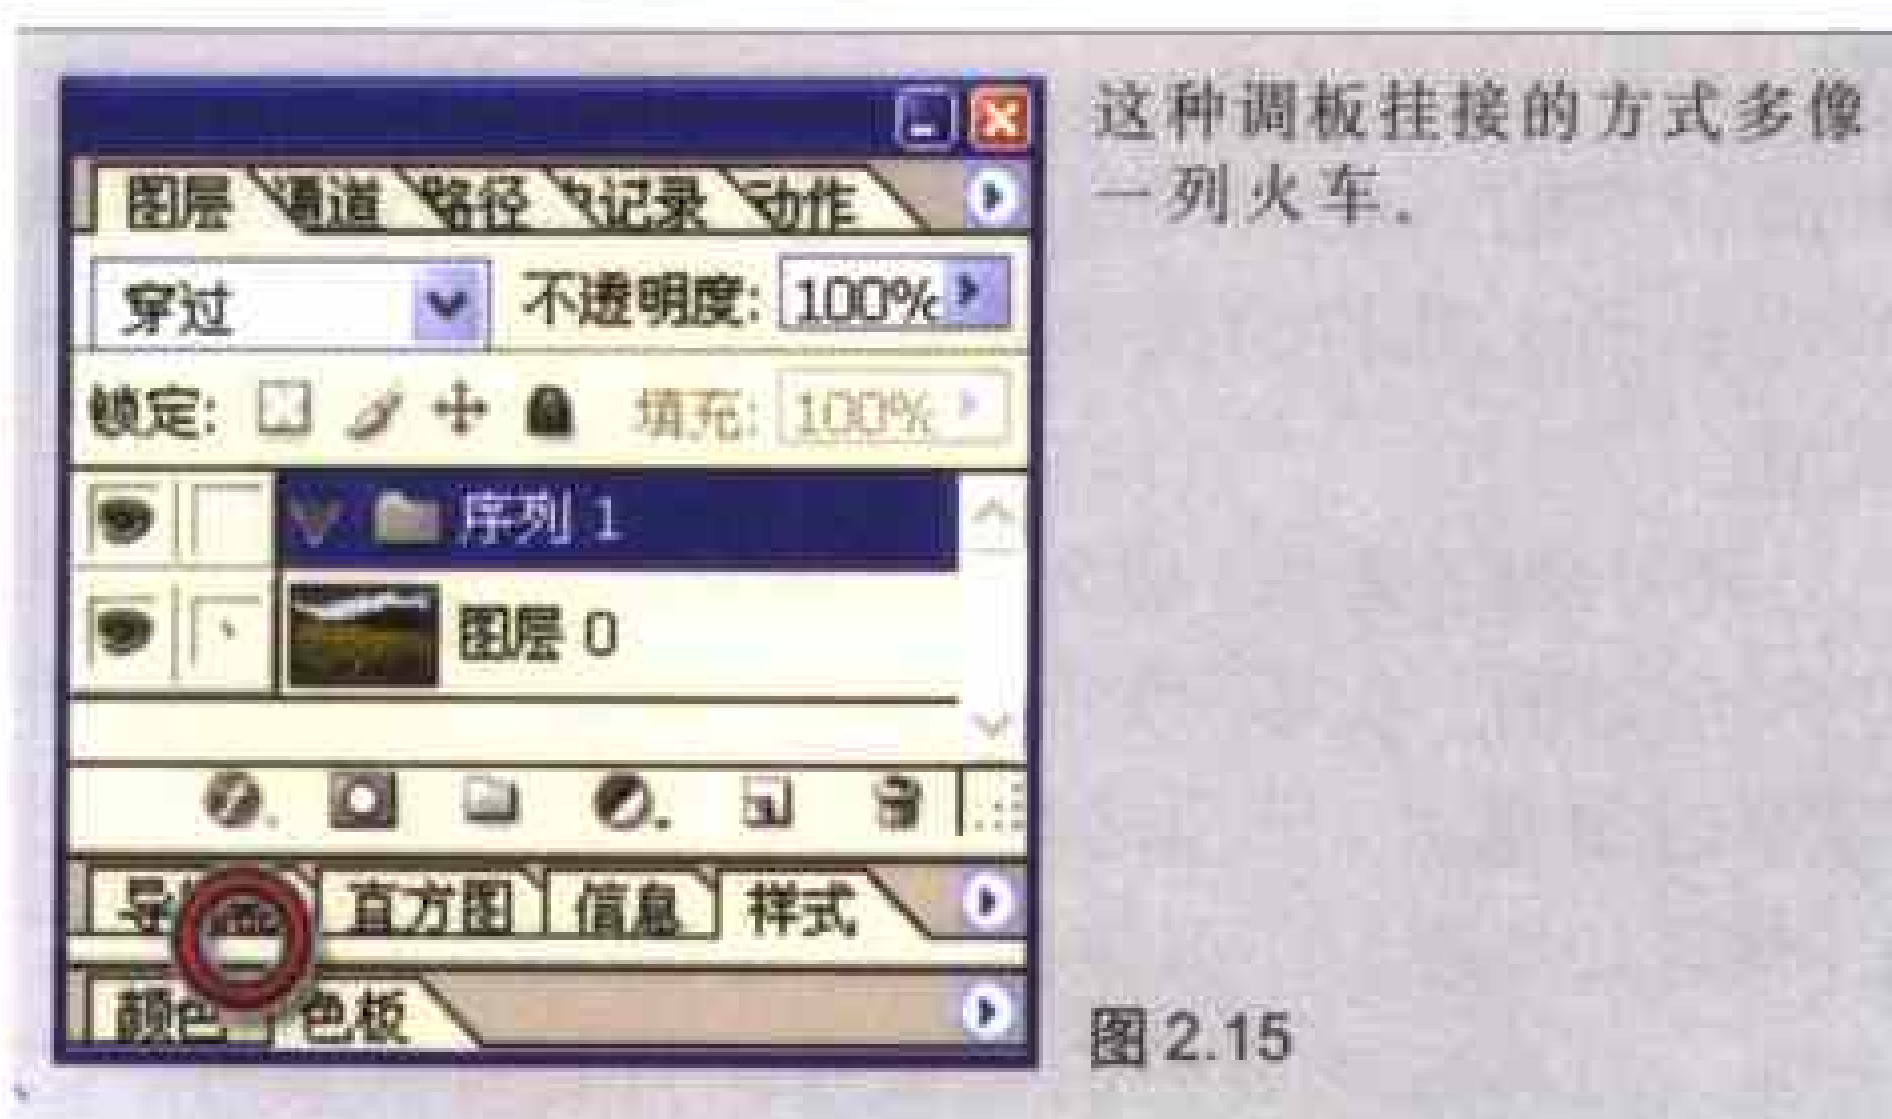 这种调板挂接的方式多像
一列火车。
图层 通道 路径 记录 动作
穿过 不透明度: 100%
锁定: 填充: 100%
序列 1
图层 0
直方图 信息 样式
颜色 色板
图 2.15